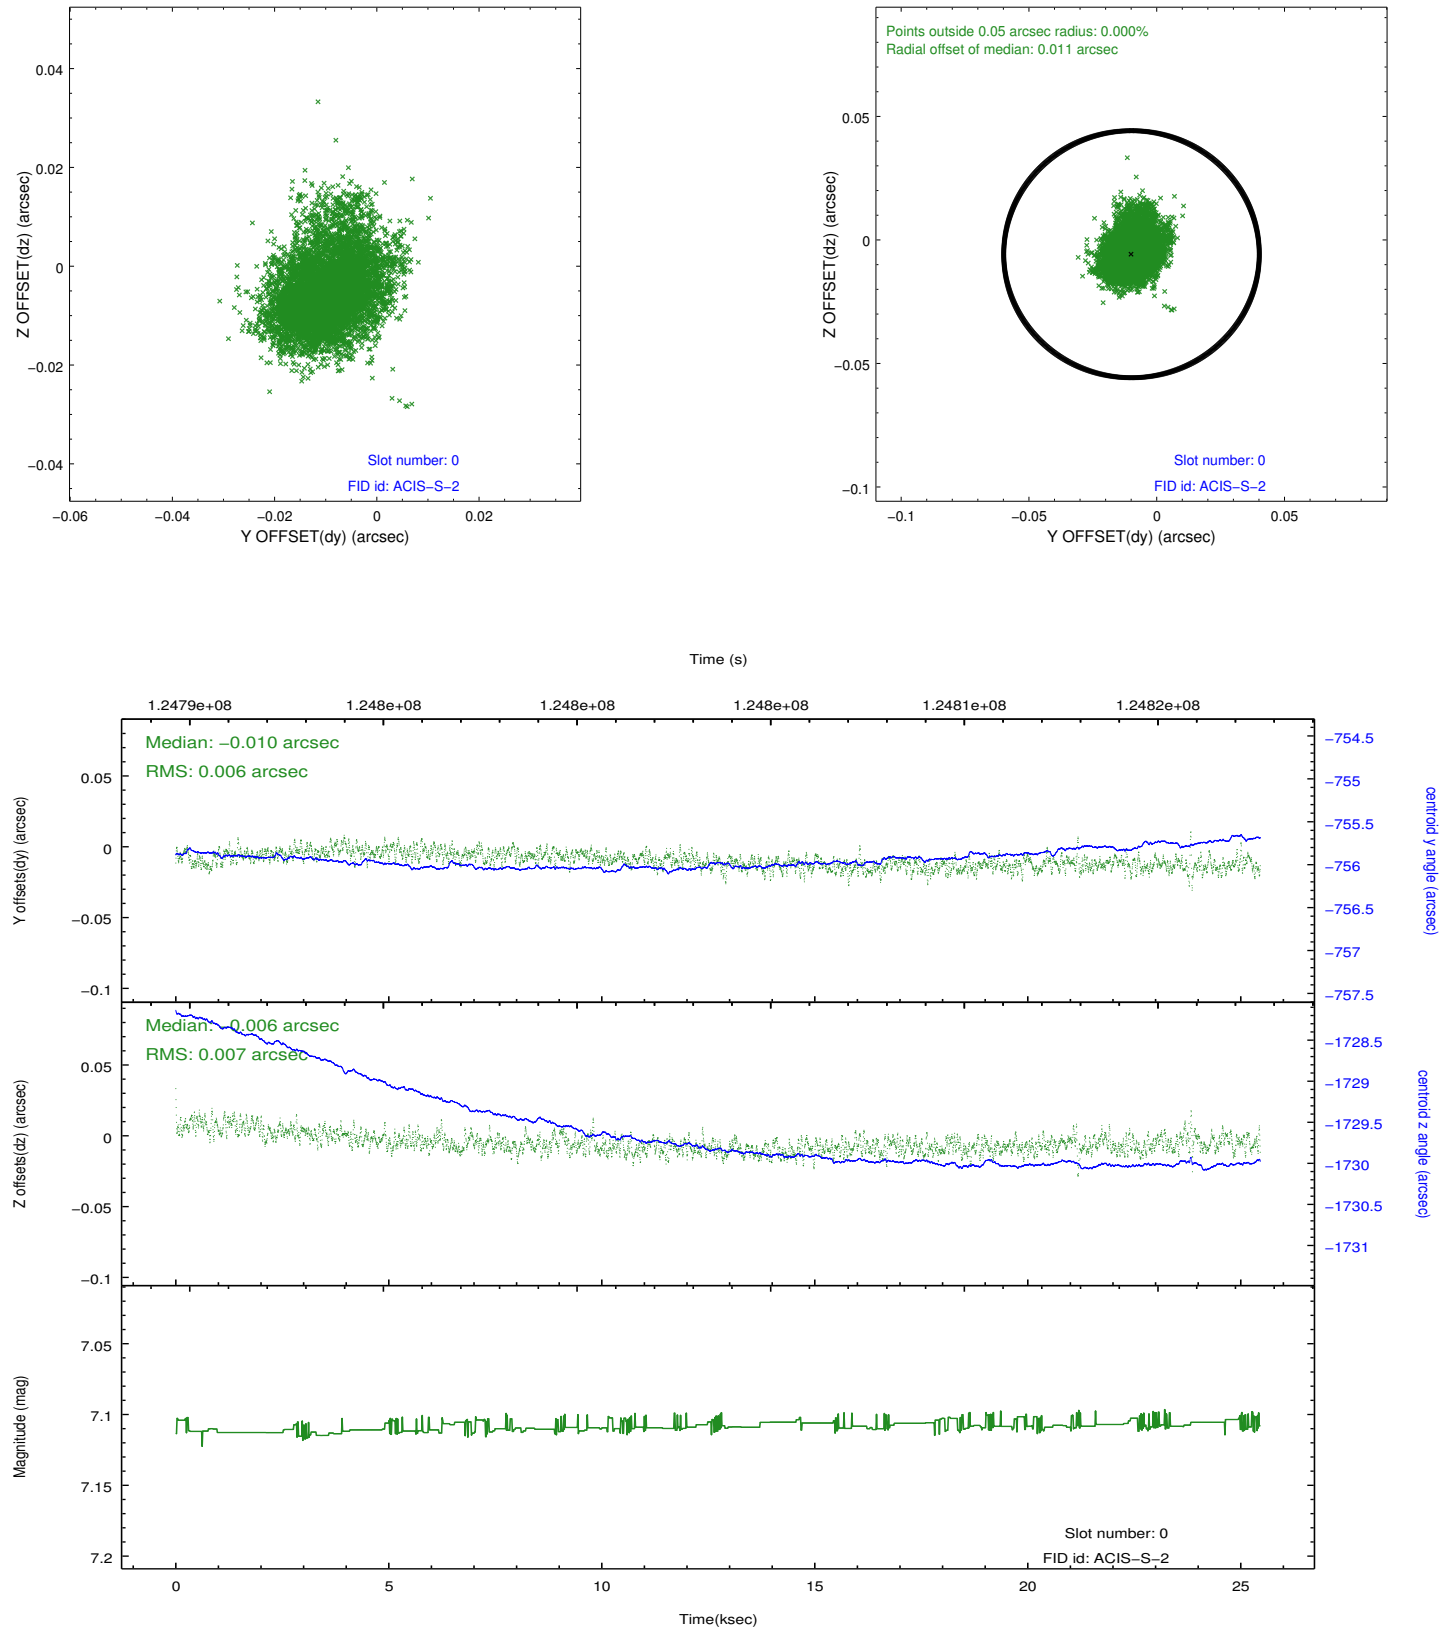 0.04
0.02
0
−0.02
−0.04
Z OFFSET(dz) (arcsec)
Slot number: 0
FID id: ACIS−S−2
−0.06
−0.04
−0.02
0
0.02
Y OFFSET(dy) (arcsec)
Points outside 0.05 arcsec radius: 0.000%
Radial offset of median: 0.011 arcsec
0.05
0
−0.05
−0.1
Z OFFSET(dz) (arcsec)
Slot number: 0
FID id: ACIS−S−2
−0.1
−0.05
0
0.05
Y OFFSET(dy) (arcsec)
Time (s)
1.2479e+08
1.248e+08
1.248e+08
1.248e+08
1.2481e+08
1.2482e+08
Median: −0.010 arcsec
RMS: 0.006 arcsec
0.05
0
−0.05
−0.1
Y offsets(dy) (arcsec)
−754.5
−755
−755.5
−756
−756.5
−757
−757.5
centroid y angle (arcsec)
Median: −0.006 arcsec
RMS: 0.007 arcsec
0.05
0
−0.05
−0.1
Z offsets(dz) (arcsec)
−1728.5
−1729
−1729.5
−1730
−1730.5
−1731
centroid z angle (arcsec)
7.05
7.1
7.15
7.2
Magnitude (mag)
Slot number: 0
FID id: ACIS−S−2
0
5
10
15
20
25
Time(ksec)